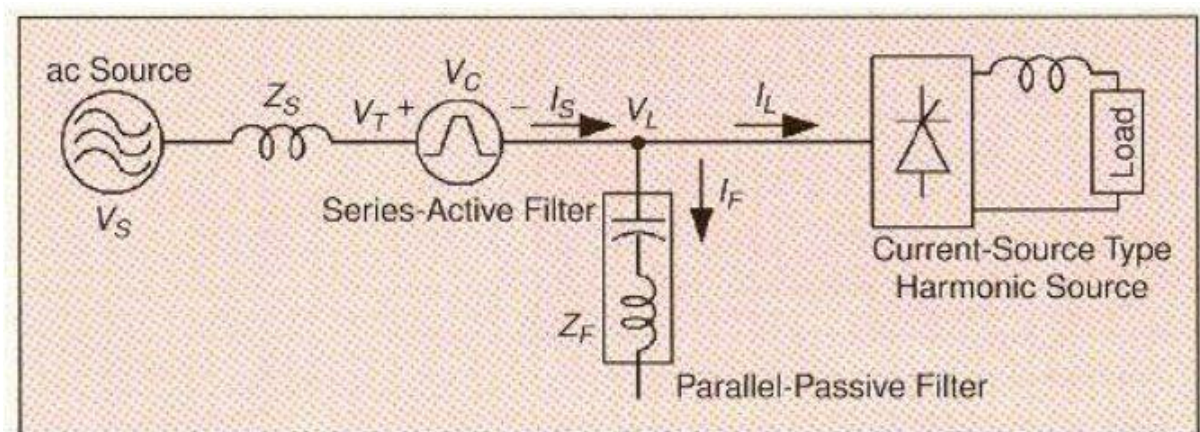 ac Source
V_S
Z_S
V_T +
V_C
−
I_S
V_L
I_L
Series-Active Filter
I_F
Z_F
Parallel-Passive Filter
Load
Current-Source Type
Harmonic Source